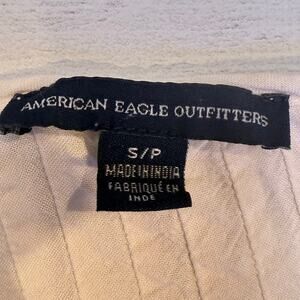 AMERICAN EAGLE OUTFITTERS
S/P
MADE IN INDIA
FABRIQUÉ EN
INDE